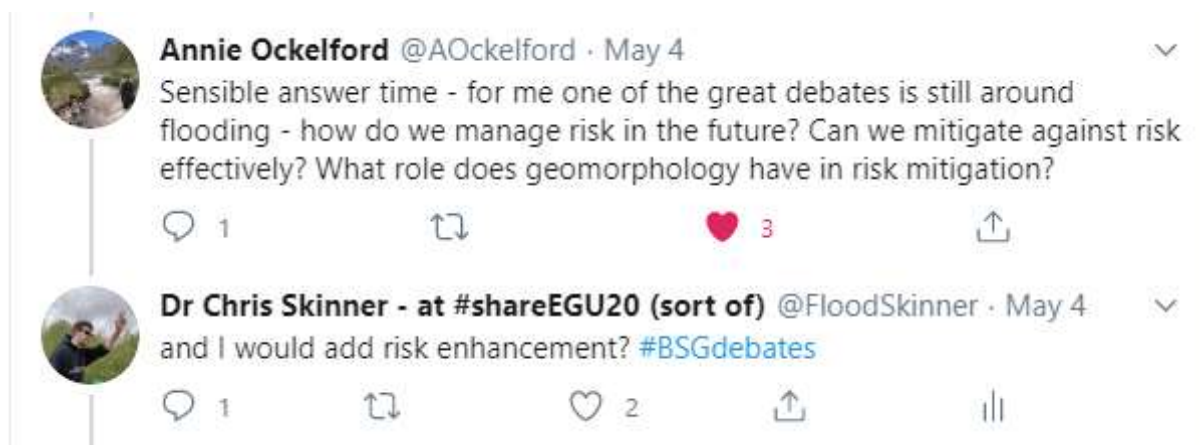 Annie Ockelford @AOckelford · May 4
Sensible answer time - for me one of the great debates is still around
flooding - how do we manage risk in the future? Can we mitigate against risk
effectively? What role does geomorphology have in risk mitigation?
1 3
Dr Chris Skinner - at #shareEGU20 (sort of) @FloodSkinner · May 4
and I would add risk enhancement? #BSGdebates
1 2